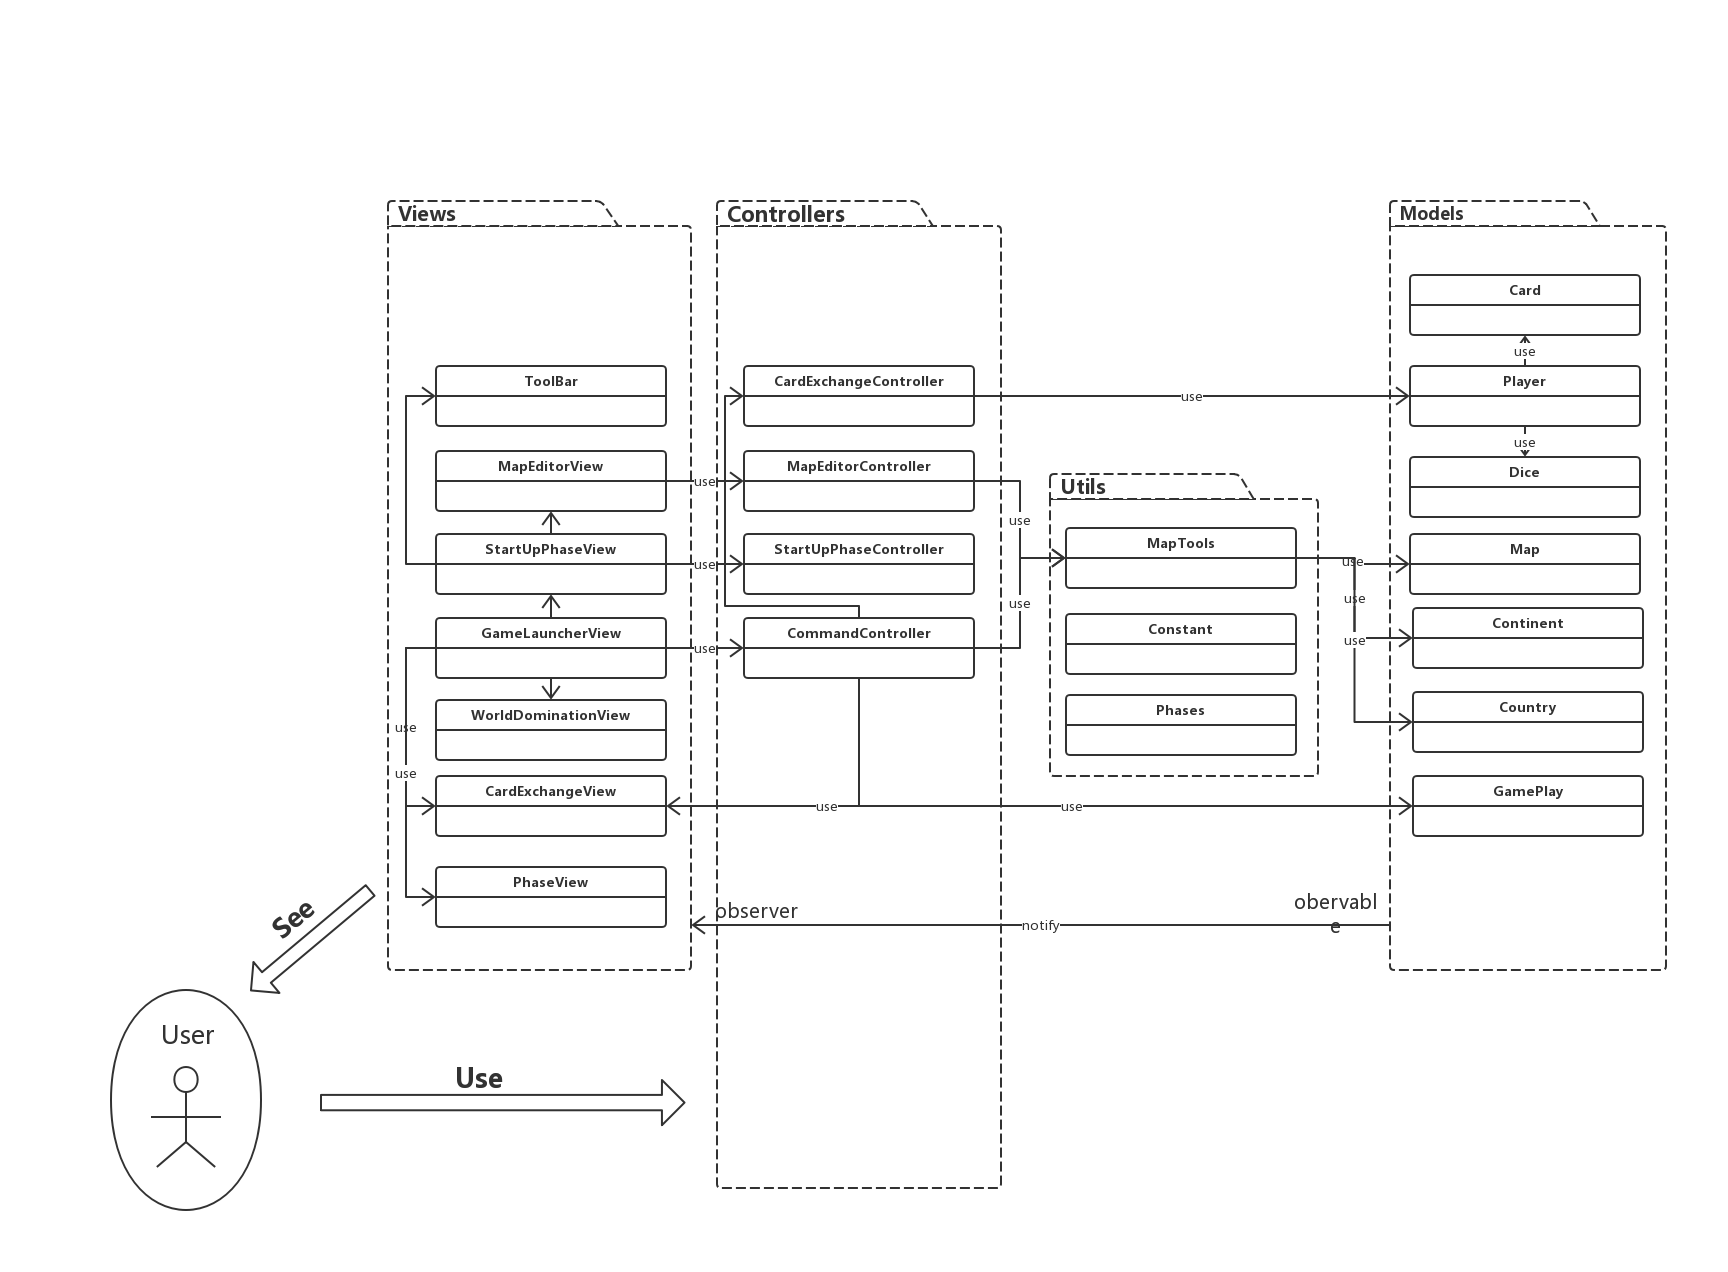 Views
ToolBar
MapEditorView
StartUpPhaseView
GameLauncherView
WorldDominationView
use
use
CardExchangeView
PhaseView
use
use
use
Controllers
CardExchangeController
MapEditorController
StartUpPhaseController
CommandController
use
use
use
use
use
Utils
MapTools
Constant
Phases
use
use
use
use
Models
Card
use
Player
use
Dice
Map
Continent
Country
GamePlay
observer
notify
obervabl
e
See
User
Use